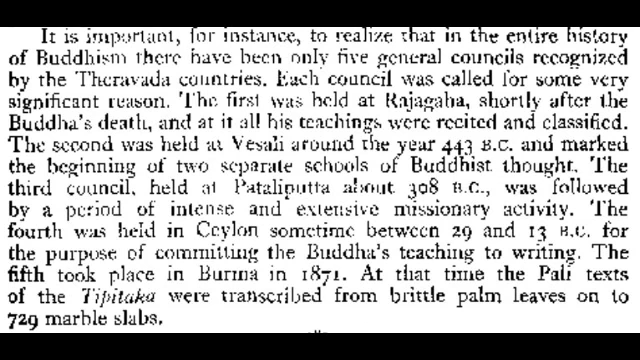 It is important, for instance, to realize that in the entire history
of Buddhism there have been only five general councils recognized
by the Theravada countries. Each council was called for some very
significant reason. The first was held at Rajagaha, shortly after the
Buddha's death, and at it all his teachings were recited and classified.
The second was held at Vesali around the year 443 B.C. and marked
the beginning of two separate schools of Buddhist thought. The
third council, held at Pataliputta about 308 B.C., was followed
by a period of intense and extensive missionary activity. The
fourth was held in Ceylon sometime between 29 and 13 B.C. for
the purpose of committing the Buddha's teaching to writing. The
fifth took place in Burma in 1871. At that time the Pali texts
of the Tipitaka were transcribed from brittle palm leaves on to
729 marble slabs.